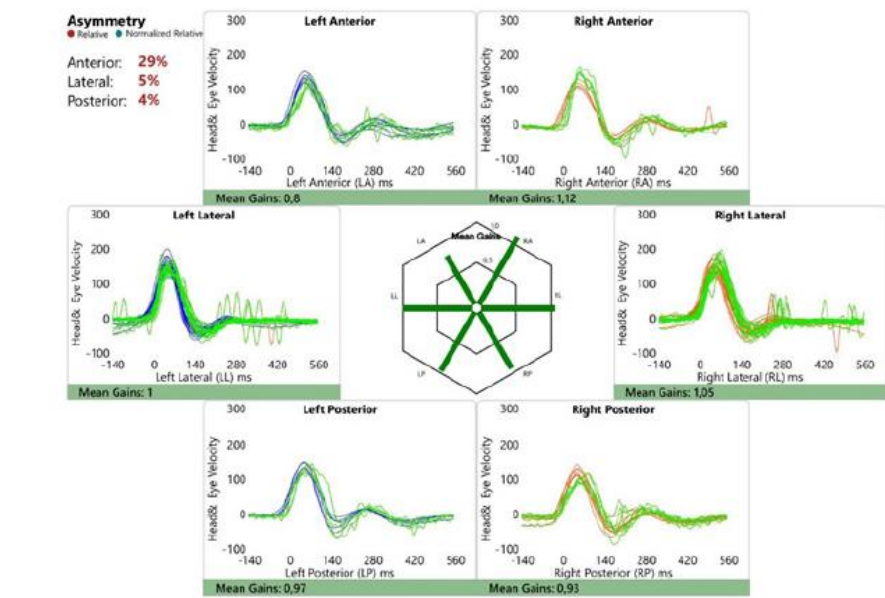 Asymmetry
Relative Normalized Relative
Anterior: 29%
Lateral: 5%
Posterior: 4%
Left Anterior
Head& Eye Velocity
300
200
100
0
-100
-140 0 140 280 420 560
Left Anterior (LA) ms
Mean Gains: 0,8
Right Anterior
Head& Eye Velocity
300
200
100
0
-100
-140 0 140 280 420 560
Right Anterior (RA) ms
Mean Gains: 1,12
Left Lateral
Head& Eye Velocity
300
200
100
0
-100
-140 0 140 280 420 560
Left Lateral (LL) ms
Mean Gains: 1
Mean Gains
1.0
0.5
LA
RA
LL
RL
LP
RP
Right Lateral
Head& Eye Velocity
300
200
100
0
-100
-140 0 140 280 420 560
Right Lateral (RL) ms
Mean Gains: 1,05
Left Posterior
Head& Eye Velocity
300
200
100
0
-100
-140 0 140 280 420 560
Left Posterior (LP) ms
Mean Gains: 0,97
Right Posterior
Head& Eye Velocity
300
200
100
0
-100
-140 0 140 280 420 560
Right Posterior (RP) ms
Mean Gains: 0,93